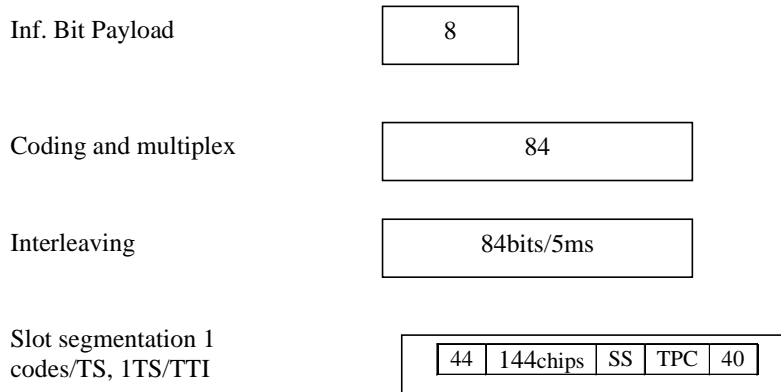 Inf. Bit Payload
8
Coding and multiplex
84
Interleaving
84bits/5ms
Slot segmentation 1
codes/TS, 1TS/TTI
44 144chips SS TPC 40